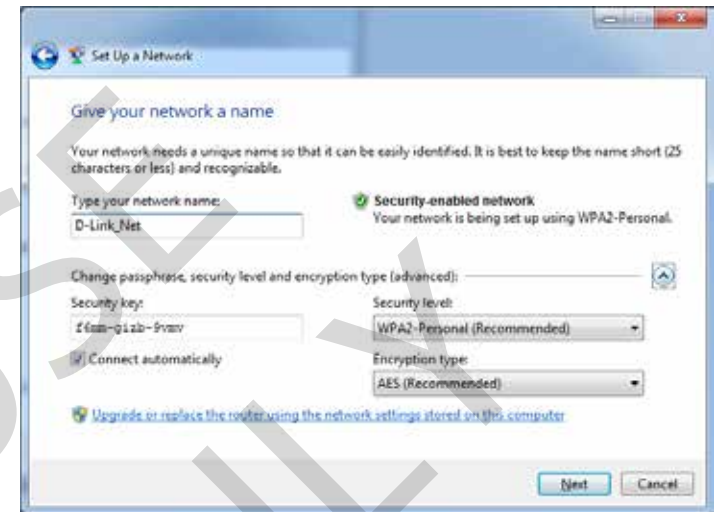 Set Up a Network
Give your network a name
Your network needs a unique name so that it can be easily identified. It is best to keep the name short (25
characters or less) and recognizable.
Type your network name:
D-Link_Net
Security-enabled network
Your network is being set up using WPA2-Personal.
Change passphrase, security level and encryption type (advanced):
Security key:
f6mm-gizb-9vmv
Connect automatically
Security level:
WPA2-Personal (Recommended)
Encryption type:
AES (Recommended)
Upgrade or replace the router using the network settings stored on this computer
Next
Cancel